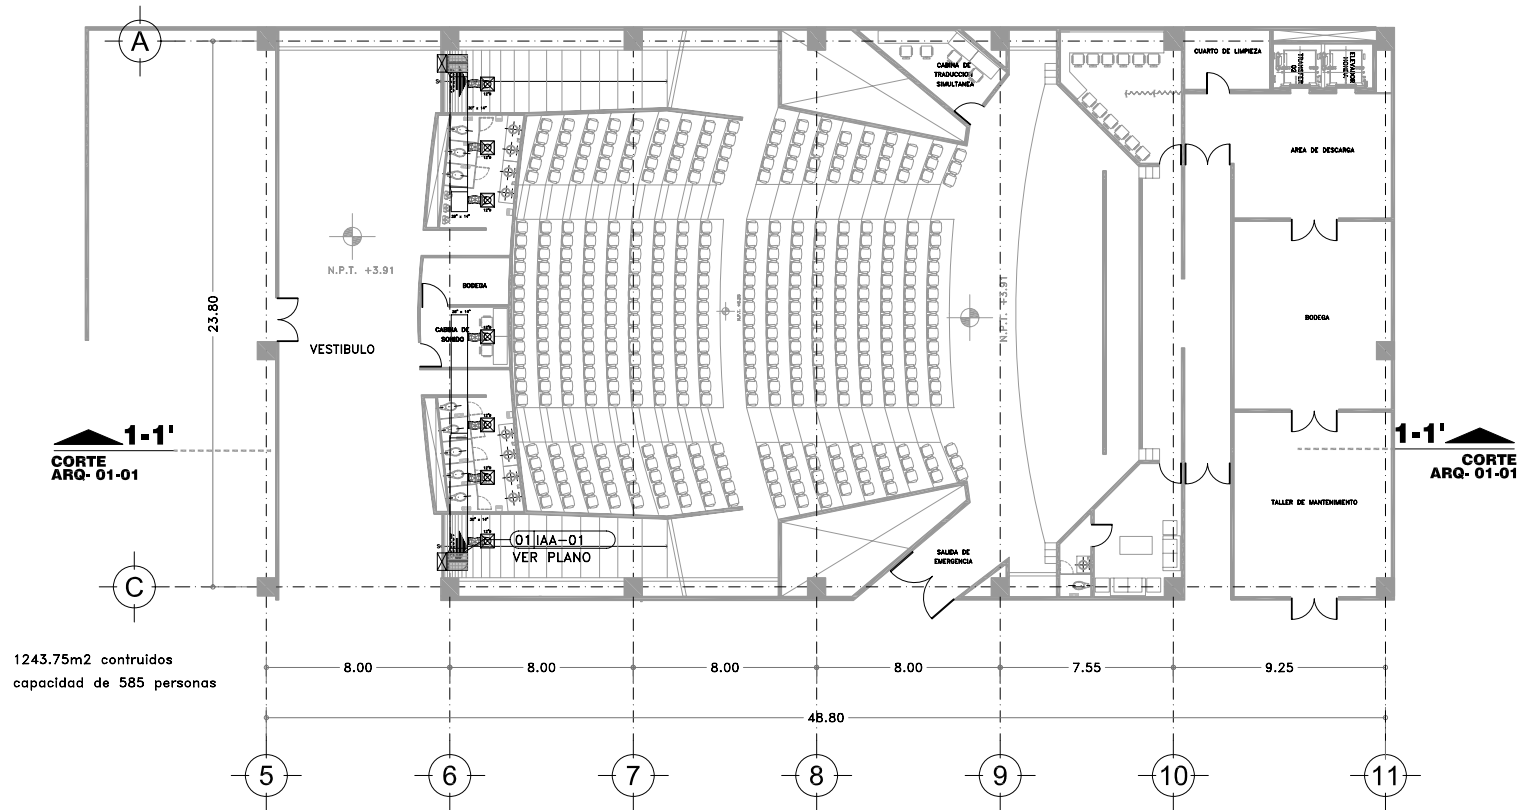 A
CUARTO DE LIMPIEZA
CABINA DE
TRADUCCION
SIMULTANEA
AREA DE DESCARGA
N.P.T. +3.91
23.80
BODEGA
CABINA DE
SONIDO
VESTIBULO
N.P.T. +3.91
BODEGA
1-1'
CORTE
ARQ- 01-01
1-1'
CORTE
ARQ- 01-01
TALLER DE MANTENIMIENTO
01 IAA-01
VER PLANO
SALIDA DE
EMERGENCIA
C
1243.75m2 contruidos
capacidad de 585 personas
8.00
8.00
8.00
8.00
7.55
9.25
48.80
5
6
7
8
9
10
11